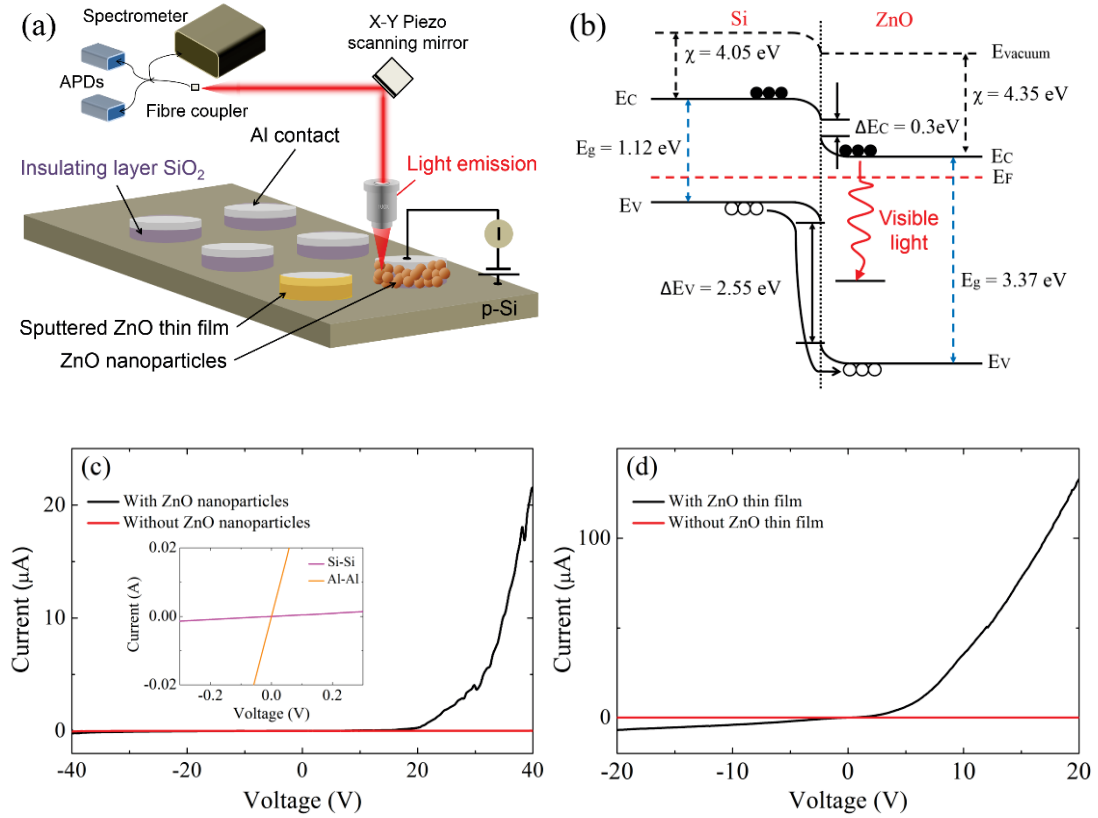 (a)
Spectrometer
X-Y Piezo
scanning mirror
APDs
Fibre coupler
Al contact
Insulating layer SiO₂
Light emission
I
p-Si
Sputtered ZnO thin film
ZnO nanoparticles
(b)
Si
ZnO
χ = 4.05 eV
Evacuum
χ = 4.35 eV
EC
ΔEC = 0.3eV
Eg = 1.12 eV
EC
EF
EV
Visible
light
ΔEV = 2.55 eV
Eg = 3.37 eV
EV
(c)
With ZnO nanoparticles
Without ZnO nanoparticles
Current (μA)
20
10
0
-40
-20
0
20
40
Voltage (V)
Si-Si
Al-Al
Current (A)
0.02
0.00
-0.02
-0.2
0.0
0.2
Voltage (V)
(d)
With ZnO thin film
Without ZnO thin film
Current (μA)
100
0
-20
-10
0
10
20
Voltage (V)